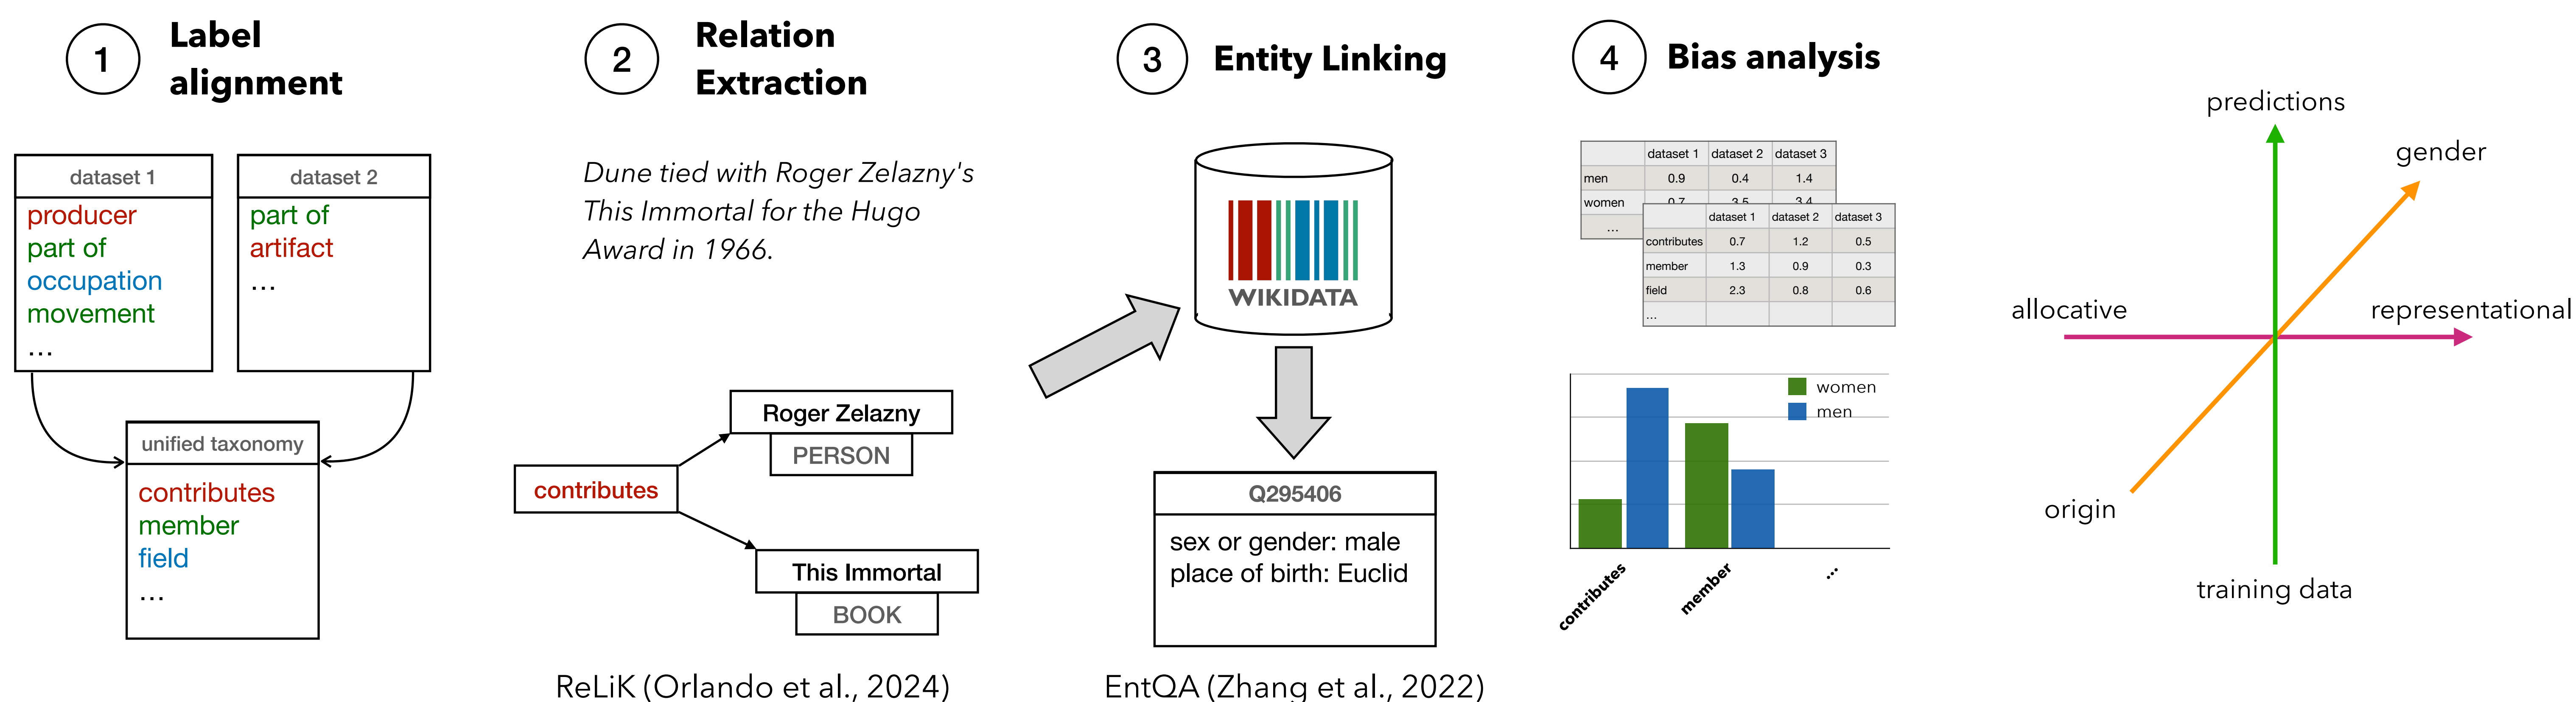 1
Label
alignment
dataset 1
producer
part of
occupation
movement
...
dataset 2
part of
artifact
...
unified taxonomy
contributes
member
field
...
2
Relation
Extraction
Dune tied with Roger Zelazny's
This Immortal for the Hugo
Award in 1966.
contributes
Roger Zelazny
PERSON
This Immortal
BOOK
ReLiK (Orlando et al., 2024)
3
Entity Linking
WIKIDATA
Q295406
sex or gender: male
place of birth: Euclid
EntQA (Zhang et al., 2022)
4
Bias analysis
dataset 1 dataset 2 dataset 3
men 0.9 0.4 1.4
women 0.7 3.5 3.4
...
dataset 1 dataset 2 dataset 3
contributes 0.7 1.2 0.5
member 1.3 0.9 0.3
field 2.3 0.8 0.6
...
women
men
contributes
member
...
predictions
gender
allocative
representational
origin
training data